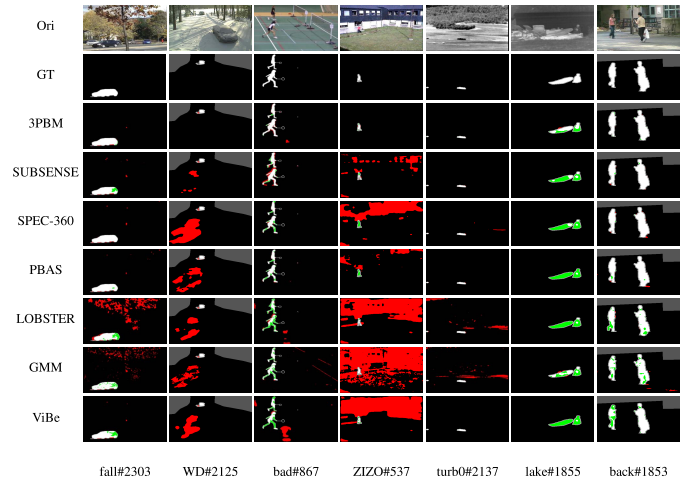 Ori
GT
3PBM
SUBSENSE
SPEC-360
PBAS
LOBSTER
GMM
ViBe
fall#2303 WD#2125 bad#867 ZIZO#537 turb0#2137 lake#1855 back#1853